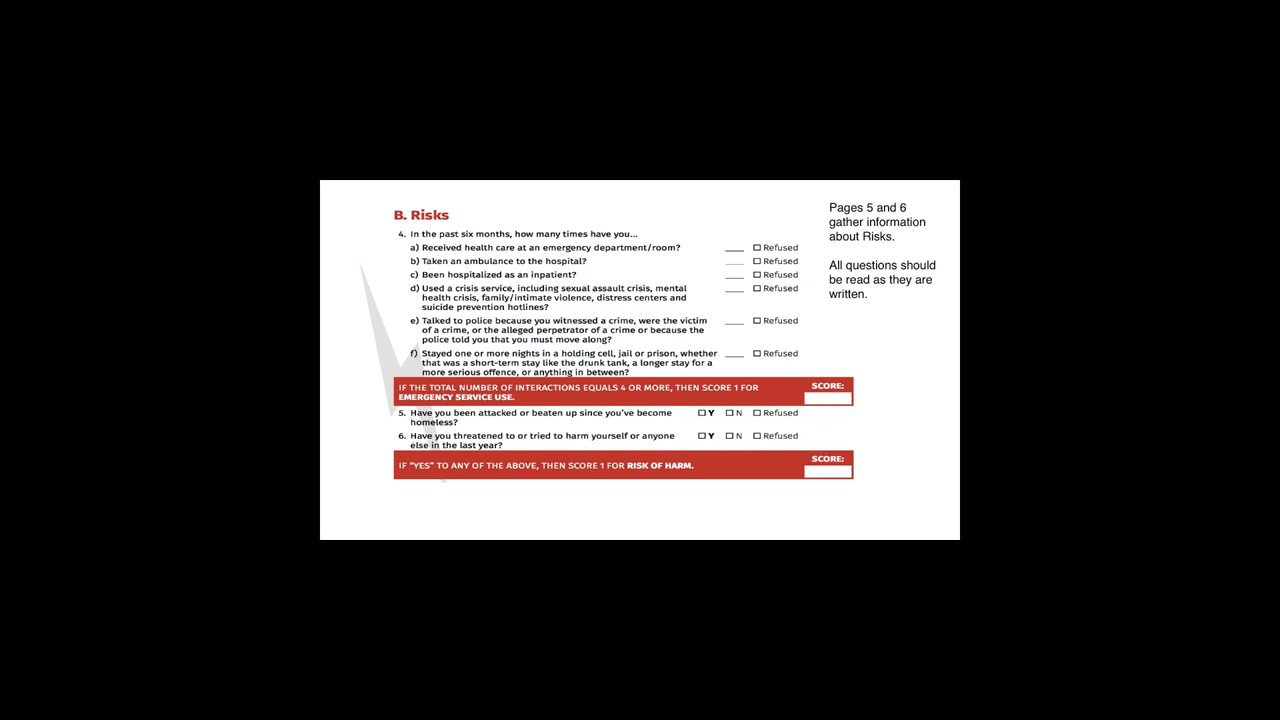 B. Risks
4. In the past six months, how many times have you...
a) Received health care at an emergency department/room? ___ ☐ Refused
b) Taken an ambulance to the hospital? ___ ☐ Refused
c) Been hospitalized as an inpatient? ___ ☐ Refused
d) Used a crisis service, including sexual assault crisis, mental ___ ☐ Refused
health crisis, family/intimate violence, distress centers and
suicide prevention hotlines?
e) Talked to police because you witnessed a crime, were the victim ___ ☐ Refused
of a crime, or the alleged perpetrator of a crime or because the
police told you that you must move along?
f) Stayed one or more nights in a holding cell, jail or prison, whether ___ ☐ Refused
that was a short-term stay like the drunk tank, a longer stay for a
more serious offence, or anything in between?
IF THE TOTAL NUMBER OF INTERACTIONS EQUALS 4 OR MORE, THEN SCORE 1 FOR
EMERGENCY SERVICE USE.
SCORE:
5. Have you been attacked or beaten up since you've become ☐ Y ☐ N ☐ Refused
homeless?
6. Have you threatened to or tried to harm yourself or anyone ☐ Y ☐ N ☐ Refused
else in the last year?
IF "YES" TO ANY OF THE ABOVE, THEN SCORE 1 FOR RISK OF HARM.
SCORE:
Pages 5 and 6
gather information
about Risks.
All questions should
be read as they are
written.